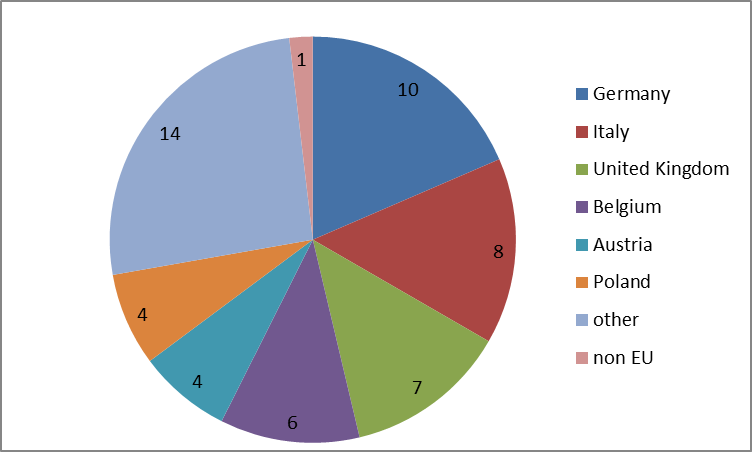 1
10
14
8
4
7
4
6
Germany
Italy
United Kingdom
Belgium
Austria
Poland
other
non EU